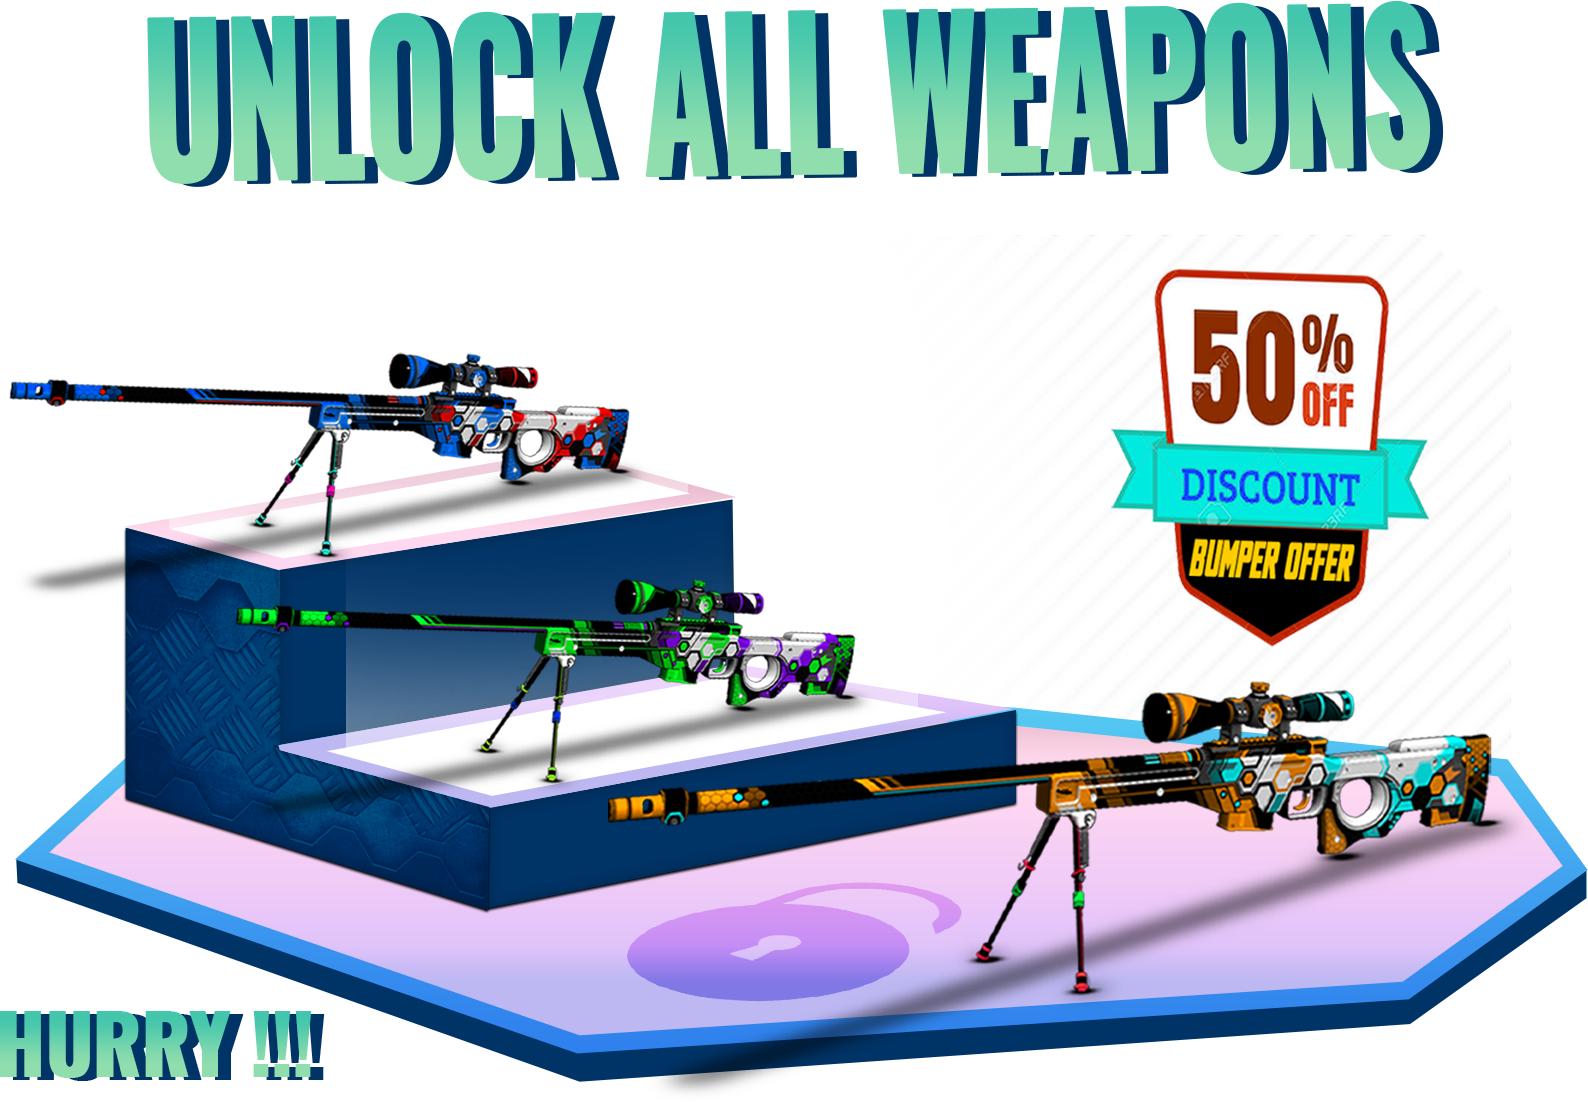 UNLOCK ALL WEAPONS
50%
OFF
DISCOUNT
BUMPER OFFER
HURRY !!!